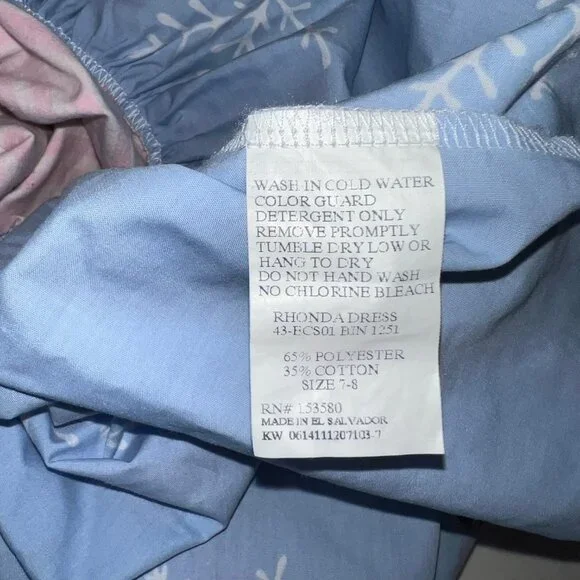 WASH IN COLD WATER
COLOR GUARD
DETERGENT ONLY
REMOVE PROMPTLY
TUMBLE DRY LOW OR
HANG TO DRY
DO NOT HAND WASH
NO CHLORINE BLEACH
RHONDA DRESS
43-ECS01 BIN 1251
65% POLYESTER
35% COTTON
SIZE 7-8
RN# 153580
MADE IN EL SALVADOR
KW 0614111207103-7